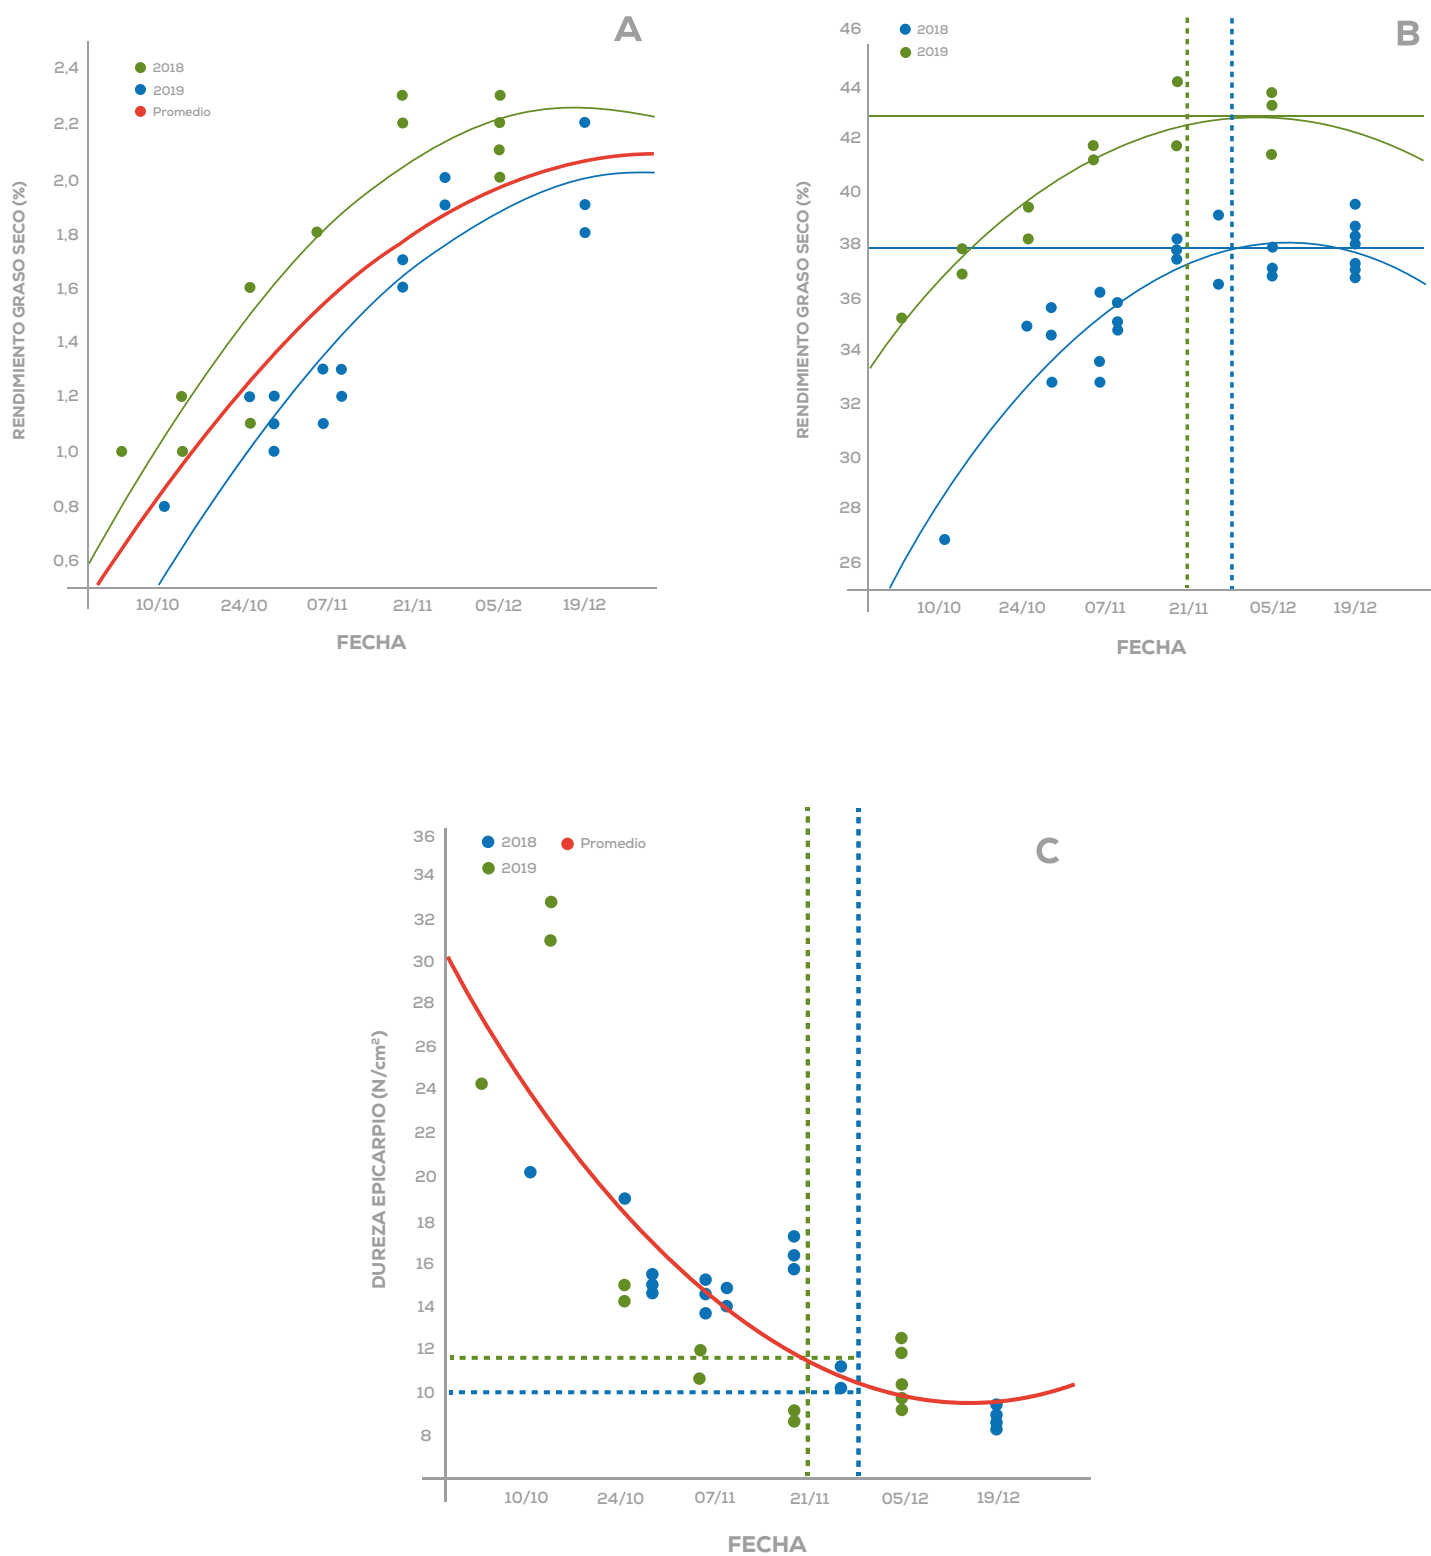 A
2018
2019
Promedio
2,4
2,2
2,0
1,8
1,6
1,4
1,2
1,0
0,8
0,6
RENDIMIENTO GRASO SECO (%)
10/10 24/10 07/11 21/11 05/12 19/12
FECHA
B
2018
2019
46
44
42
40
38
36
34
32
30
28
26
RENDIMIENTO GRASO SECO (%)
10/10 24/10 07/11 21/11 05/12 19/12
FECHA
C
2018 Promedio
2019
36
34
32
30
28
26
24
22
20
18
16
14
12
10
8
DUREZA EPICARPIO (N/cm²)
10/10 24/10 07/11 21/11 05/12 19/12
FECHA